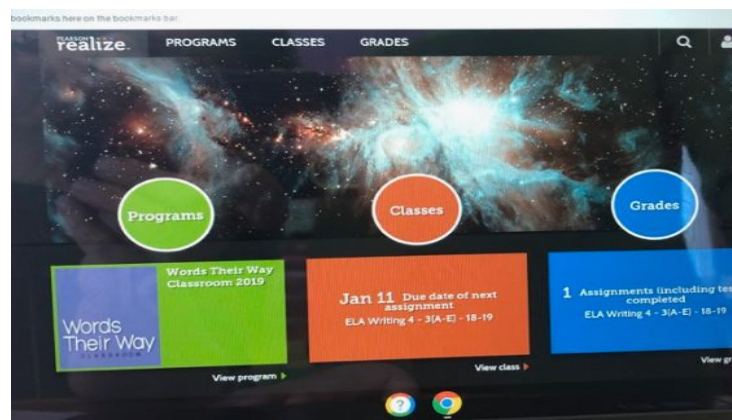 bookmarks here on the bookmarks bar.
PEARSON
realize.
PROGRAMS
CLASSES
GRADES
Programs
Classes
Grades
Words Their Way
Classroom 2019
Words
Their Way
CLASSROOM
View program
Jan 11 Due date of next
assignment
ELA Writing 4 - 3(A-E) - 18-19
View class
1 Assignments (including
completed
ELA Writing 4 - 3(A-E) - 18-19
View
?